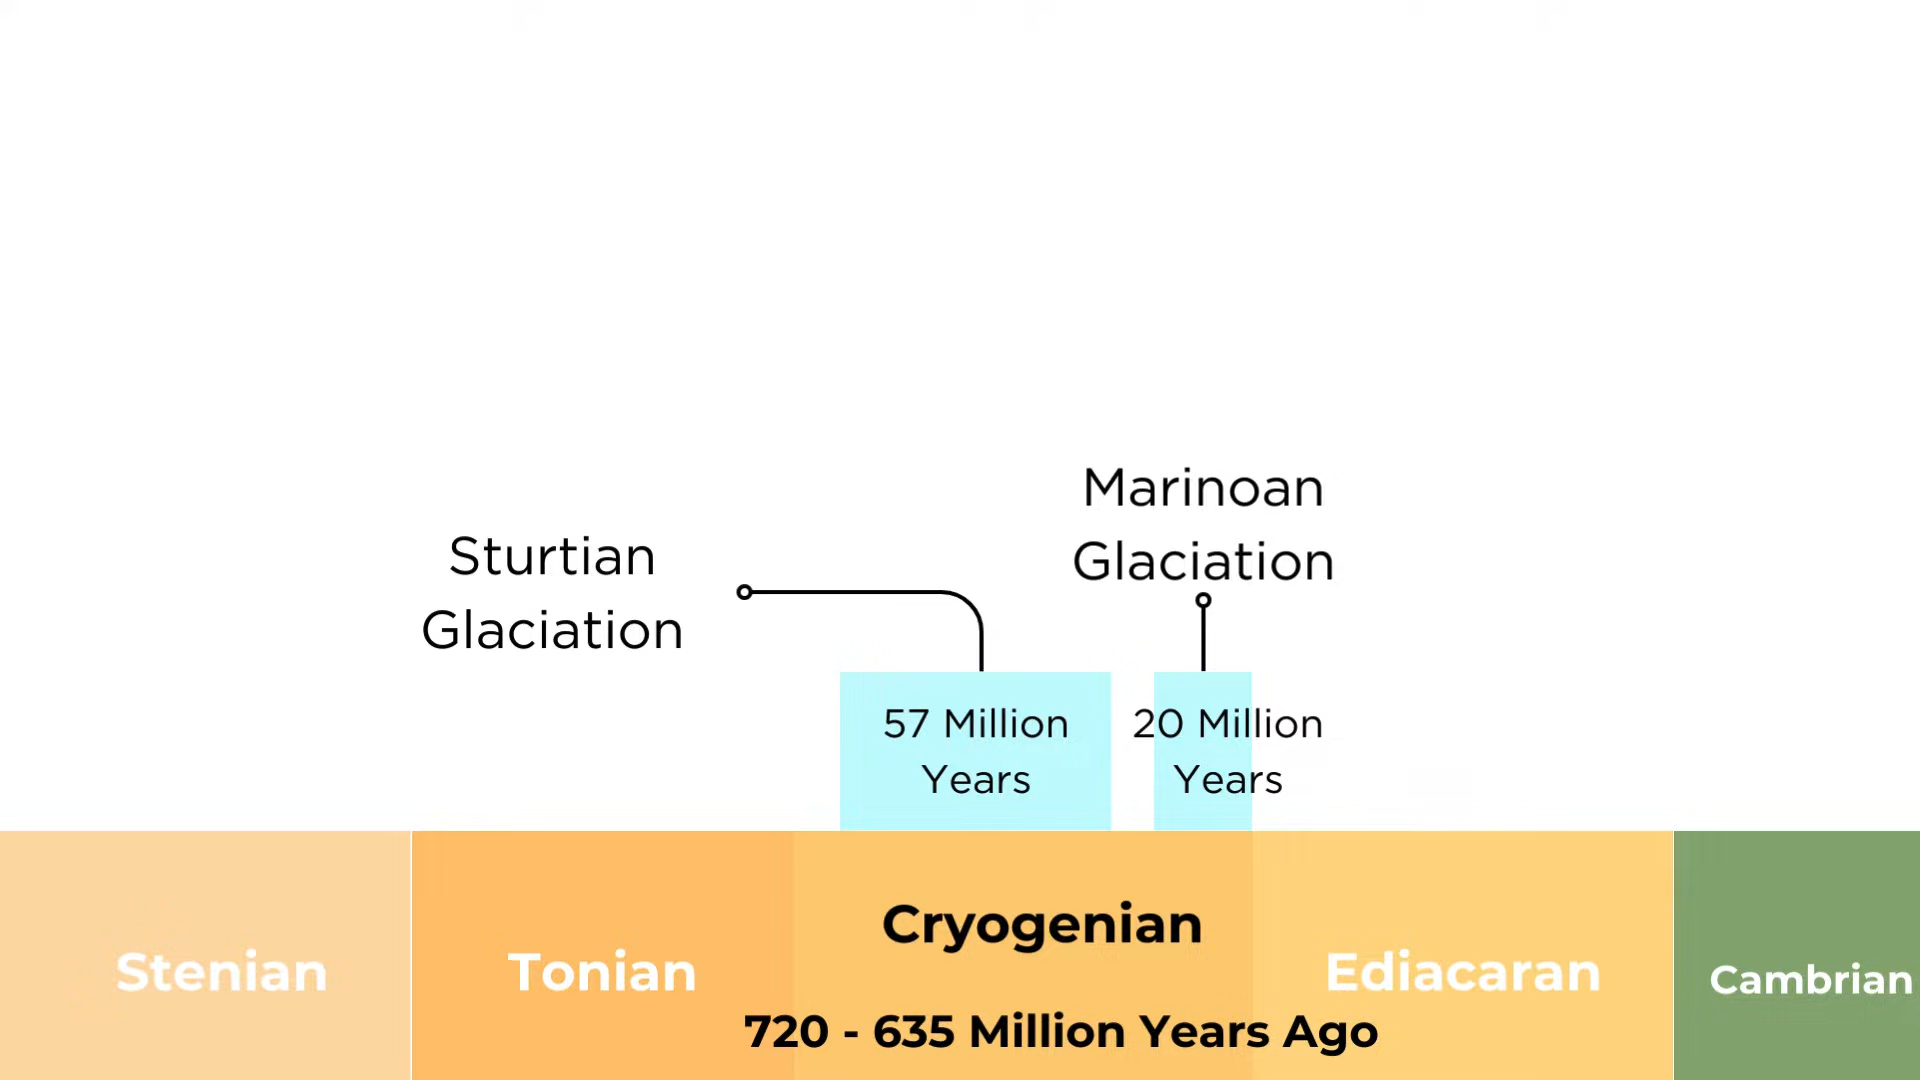 Marinoan
Glaciation
Sturtian
Glaciation
57 Million
Years
20 Million
Years
Stenian
Tonian
Cryogenian
720 - 635 Million Years Ago
Ediacaran
Cambrian